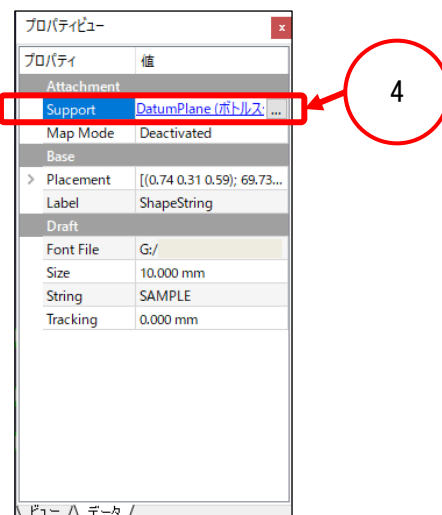 プロパティビュー x
プロパティ 値
Attachment
Support DatumPlane (ボトルス ...
Map Mode Deactivated
Base
> Placement [(0.74 0.31 0.59); 69.73...
Label ShapeString
Draft
Font File G:/
Size 10.000 mm
String SAMPLE
Tracking 0.000 mm
ビュー データ
4